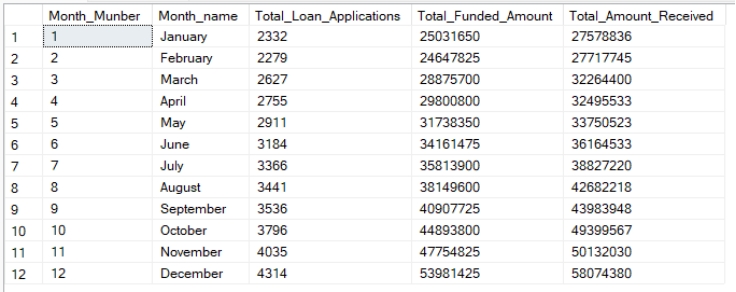 Month_Munber Month_name Total_Loan_Applications Total_Funded_Amount Total_Amount_Received
1 1 January 2332 25031650 27578836
2 2 February 2279 24647825 27717745
3 3 March 2627 28875700 32264400
4 4 April 2755 29800800 32495533
5 5 May 2911 31738350 33750523
6 6 June 3184 34161475 36164533
7 7 July 3366 35813900 38827220
8 8 August 3441 38149600 42682218
9 9 September 3536 40907725 43983948
10 10 October 3796 44893800 49399567
11 11 November 4035 47754825 50132030
12 12 December 4314 53981425 58074380